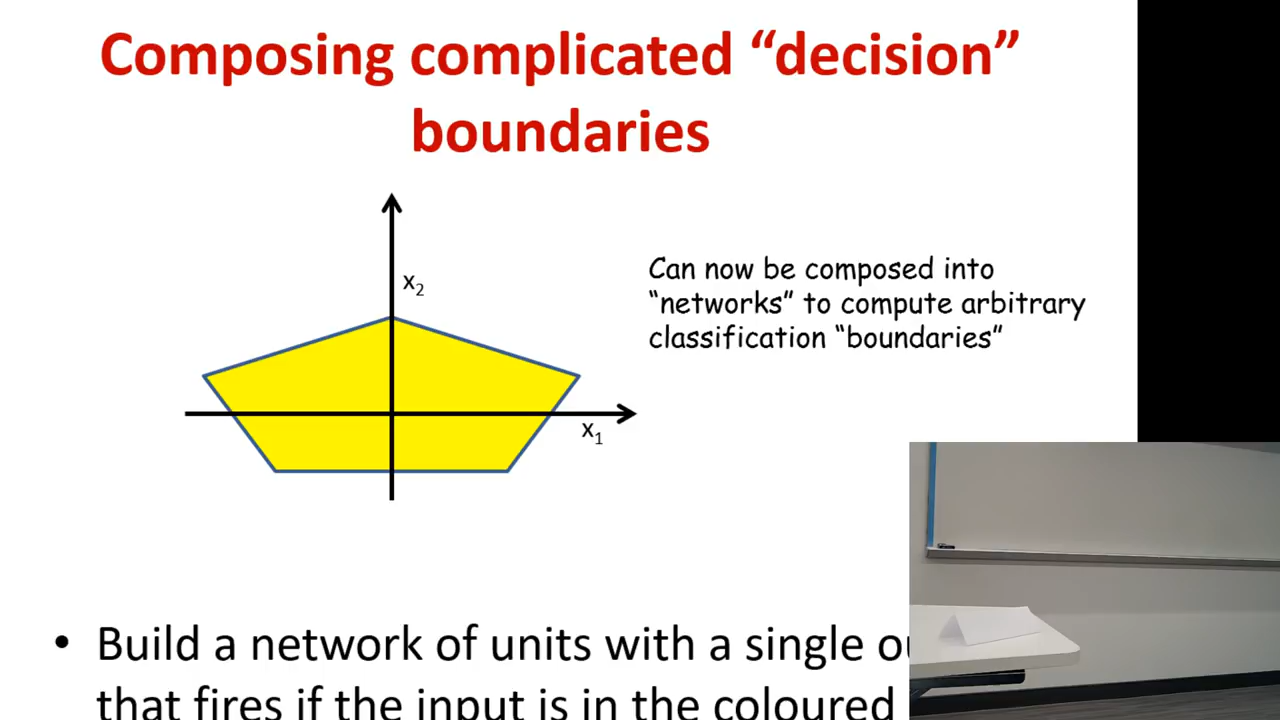 Composing complicated “decision”
boundaries
x2
Can now be composed into
“networks” to compute arbitrary
classification “boundaries”
x1
• Build a network of units with a single
that fires if the input is in the coloured